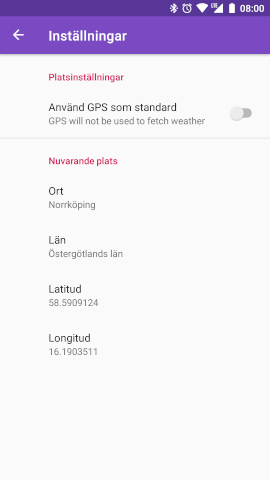 08:00
Inställningar
Platsinställningar
Använd GPS som standard
GPS will not be used to fetch weather
Nuvarande plats
Ort
Norrköping
Län
Östergötlands län
Latitud
58.5909124
Longitud
16.1903511